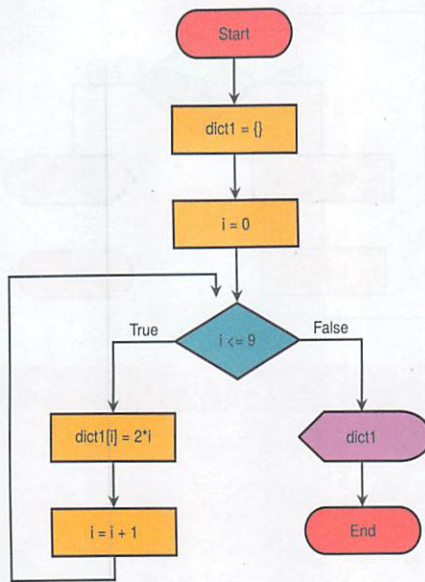 Start
dict1 = {}
i = 0
i <= 9
True
False
dict1[i] = 2*i
dict1
i = i + 1
End